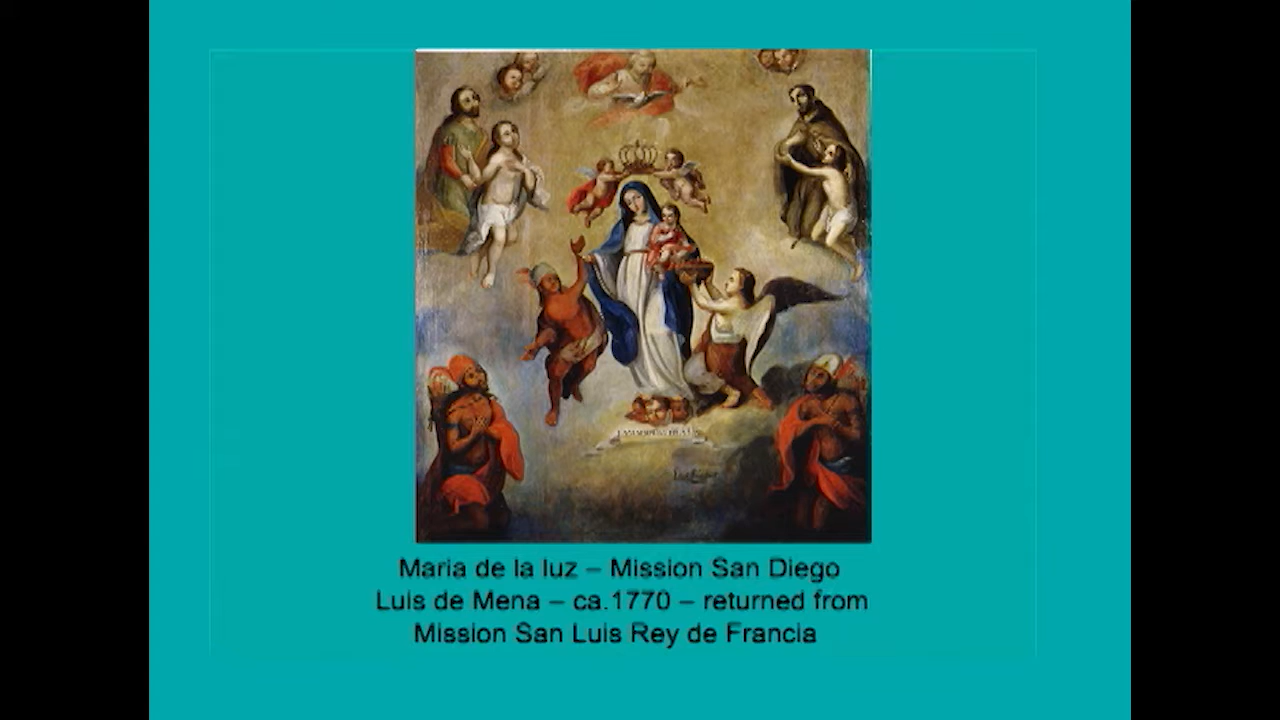 Maria de la luz – Mission San Diego
Luis de Mena – ca.1770 – returned from
Mission San Luis Rey de Francia